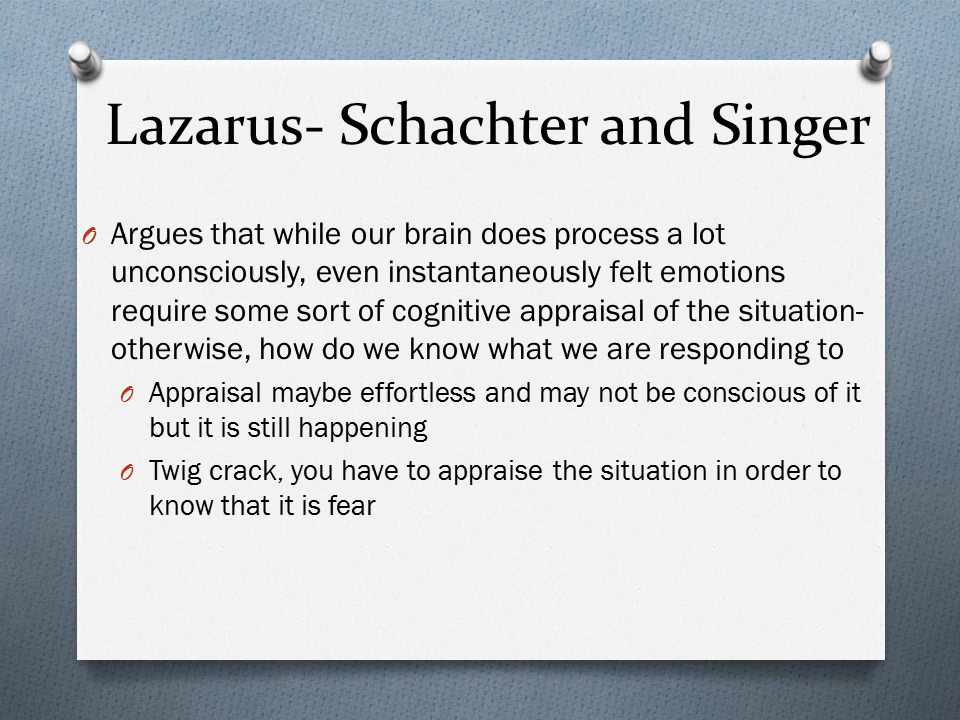 Lazarus- Schachter and Singer
Argues that while our brain does process a lot
unconsciously, even instantaneously felt emotions
require some sort of cognitive appraisal of the situation-
otherwise, how do we know what we are responding to
Appraisal maybe effortless and may not be conscious of it
but it is still happening
Twig crack, you have to appraise the situation in order to
know that it is fear